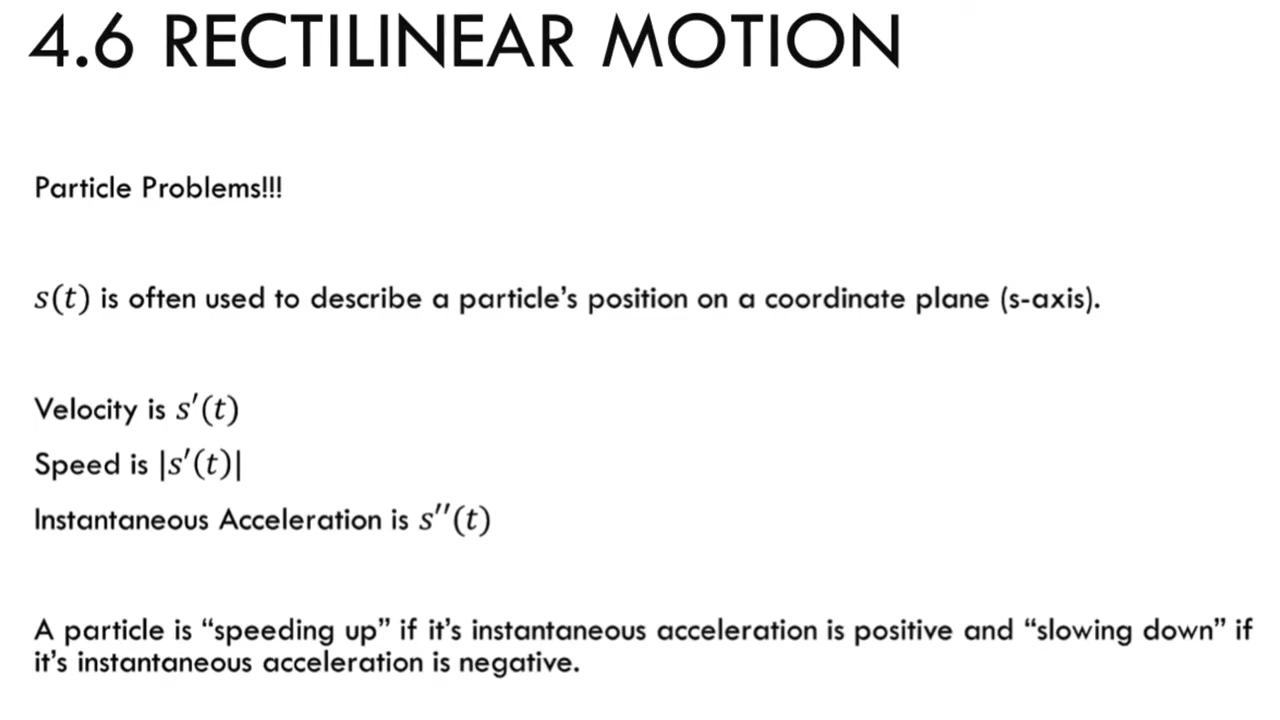 4.6 RECTILINEAR MOTION
Particle Problems!!!
s(t) is often used to describe a particle’s position on a coordinate plane (s-axis).
Velocity is s′(t)
Speed is |s′(t)|
Instantaneous Acceleration is s′′(t)
A particle is “speeding up” if it’s instantaneous acceleration is positive and “slowing down” if
it’s instantaneous acceleration is negative.